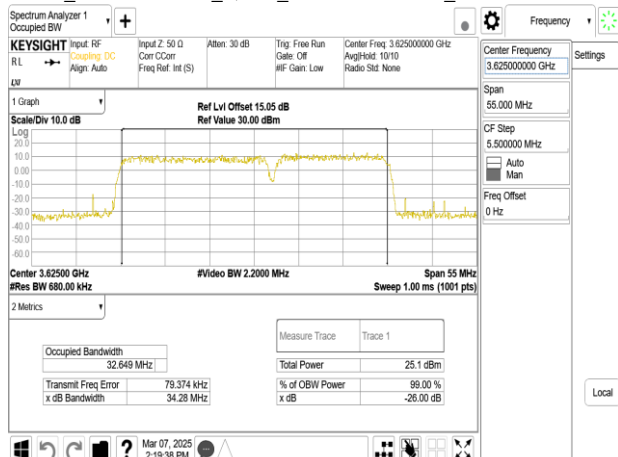 Spectrum Analyzer 1
Occupied BW
Frequency
KEYSIGHT
RL
Input: RF
Coupling: DC
Align: Auto
Input Z: 50 Ω
Corr CCorr
Freq Ref: Int (S)
Atten: 30 dB
Trig: Free Run
Gate: Off
#IF Gain: Low
Center Freq: 3.625000000 GHz
Avg|Hold: 10/10
Radio Std: None
Center Frequency
3.625000000 GHz
Settings
Span
55.000 MHz
CF Step
5.500000 MHz
Auto
Man
Freq Offset
0 Hz
1 Graph
Scale/Div 10.0 dB
Ref Lvl Offset 15.05 dB
Ref Value 30.00 dBm
Log
20.0
10.0
0.00
-10.0
-20.0
-30.0
-40.0
-50.0
-60.0
Center 3.62500 GHz
#Video BW 2.2000 MHz
Span 55 MHz
#Res BW 680.00 kHz
Sweep 1.00 ms (1001 pts)
2 Metrics
Measure Trace Trace 1
Occupied Bandwidth
32.649 MHz
Total Power 25.1 dBm
Transmit Freq Error 79.374 kHz
% of OBW Power 99.00 %
x dB Bandwidth 34.28 MHz
x dB -26.00 dB
Local
?
Mar 07, 2025
2:19:38 PM